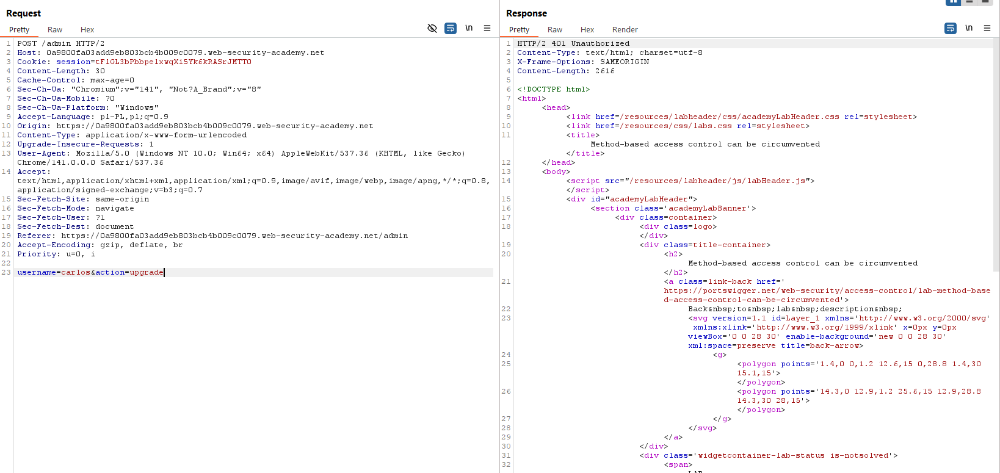 Request
Pretty Raw Hex
\n
1 POST /admin HTTP/2
2 Host: 0a9800fa03add9eb803bcb4b009c0079.web-security-academy.net
3 Cookie: session=tFlGL3bPbbpelxwqXi5Yk6kRASrJMTTO
4 Content-Length: 30
5 Cache-Control: max-age=0
6 Sec-Ch-Ua: "Chromium";v="141", "Not?A_Brand";v="8"
7 Sec-Ch-Ua-Mobile: ?0
8 Sec-Ch-Ua-Platform: "Windows"
9 Accept-Language: pl-PL,pl;q=0.9
10 Origin: https://0a9800fa03add9eb803bcb4b009c0079.web-security-academy.net
11 Content-Type: application/x-www-form-urlencoded
12 Upgrade-Insecure-Requests: 1
13 User-Agent: Mozilla/5.0 (Windows NT 10.0; Win64; x64) AppleWebKit/537.36 (KHTML, like Gecko)
Chrome/141.0.0.0 Safari/537.36
14 Accept:
text/html,application/xhtml+xml,application/xml;q=0.9,image/avif,image/webp,image/apng,*/*;q=0.8,
application/signed-exchange;v=b3;q=0.7
15 Sec-Fetch-Site: same-origin
16 Sec-Fetch-Mode: navigate
17 Sec-Fetch-User: ?1
18 Sec-Fetch-Dest: document
19 Referer: https://0a9800fa03add9eb803bcb4b009c0079.web-security-academy.net/admin
20 Accept-Encoding: gzip, deflate, br
21 Priority: u=0, i
22
23 username=carlos&action=upgrade
Response
Pretty Raw Hex Render
\n
1 HTTP/2 401 Unauthorized
2 Content-Type: text/html; charset=utf-8
3 X-Frame-Options: SAMEORIGIN
4 Content-Length: 2616
5
6 <!DOCTYPE html>
7 <html>
8 <head>
9 <link href=/resources/labheader/css/academyLabHeader.css rel=stylesheet>
10 <link href=/resources/css/labs.css rel=stylesheet>
11 <title>
Method-based access control can be circumvented
</title>
12 </head>
13 <body>
14 <script src="/resources/labheader/js/labHeader.js">
</script>
15 <div id="academyLabHeader">
16 <section class='academyLabBanner'>
17 <div class=container>
18 <div class=logo>
</div>
19 <div class=title-container>
20 <h2>
Method-based access control can be circumvented
</h2>
21 <a class=link-back href='
https://portswigger.net/web-security/access-control/lab-method-base
d-access-control-can-be-circumvented'>
22 Back&nbsp;to&nbsp;lab&nbsp;description&nbsp;
23 <svg version=1.1 id=Layer_1 xmlns='http://www.w3.org/2000/svg'
xmlns:xlink='http://www.w3.org/1999/xlink' x=0px y=0px
viewBox='0 0 28 30' enable-background='new 0 0 28 30'
xml:space=preserve title=back-arrow>
24 <g>
25 <polygon points='1.4,0 0,1.2 12.6,15 0,28.8 1.4,30
15.1,15'>
</polygon>
26 <polygon points='14.3,0 12.9,1.2 25.6,15 12.9,28.8
14.3,30 28,15'>
</polygon>
27 </g>
28 </svg>
29 </a>
30 </div>
31 <div class='widgetcontainer-lab-status is-notsolved'>
32 <span>